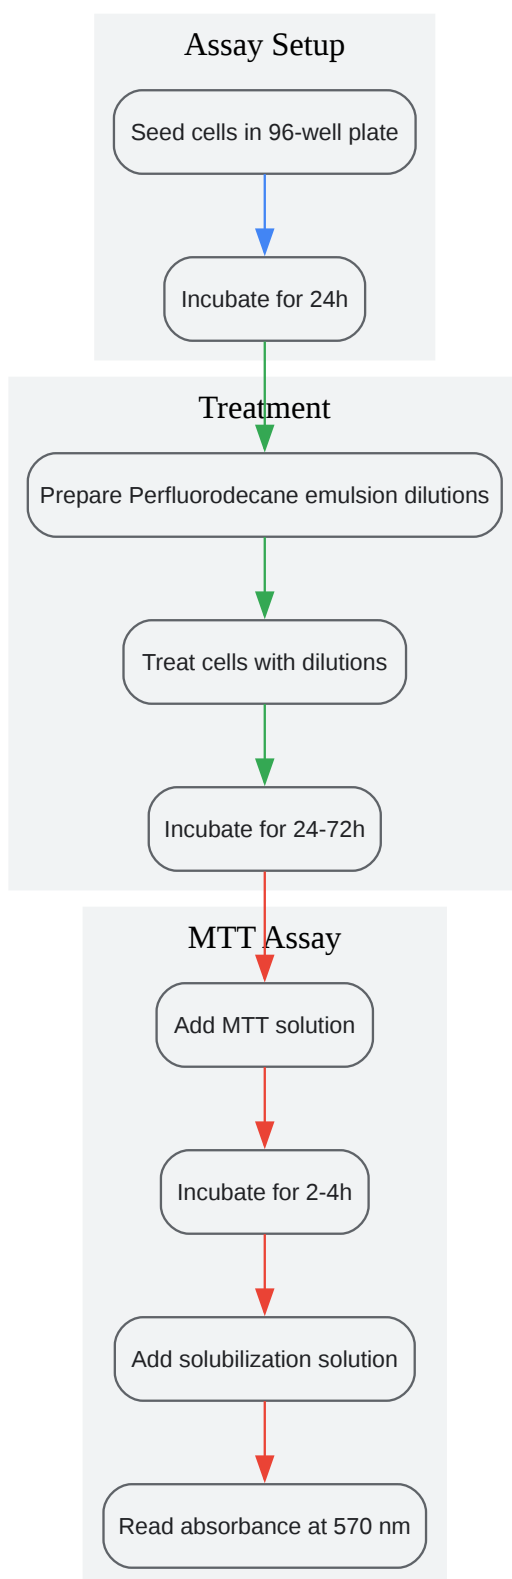 Assay Setup
Seed cells in 96-well plate
Incubate for 24h
Treatment
Prepare Perfluorodecane emulsion dilutions
Treat cells with dilutions
Incubate for 24-72h
MTT Assay
Add MTT solution
Incubate for 2-4h
Add solubilization solution
Read absorbance at 570 nm